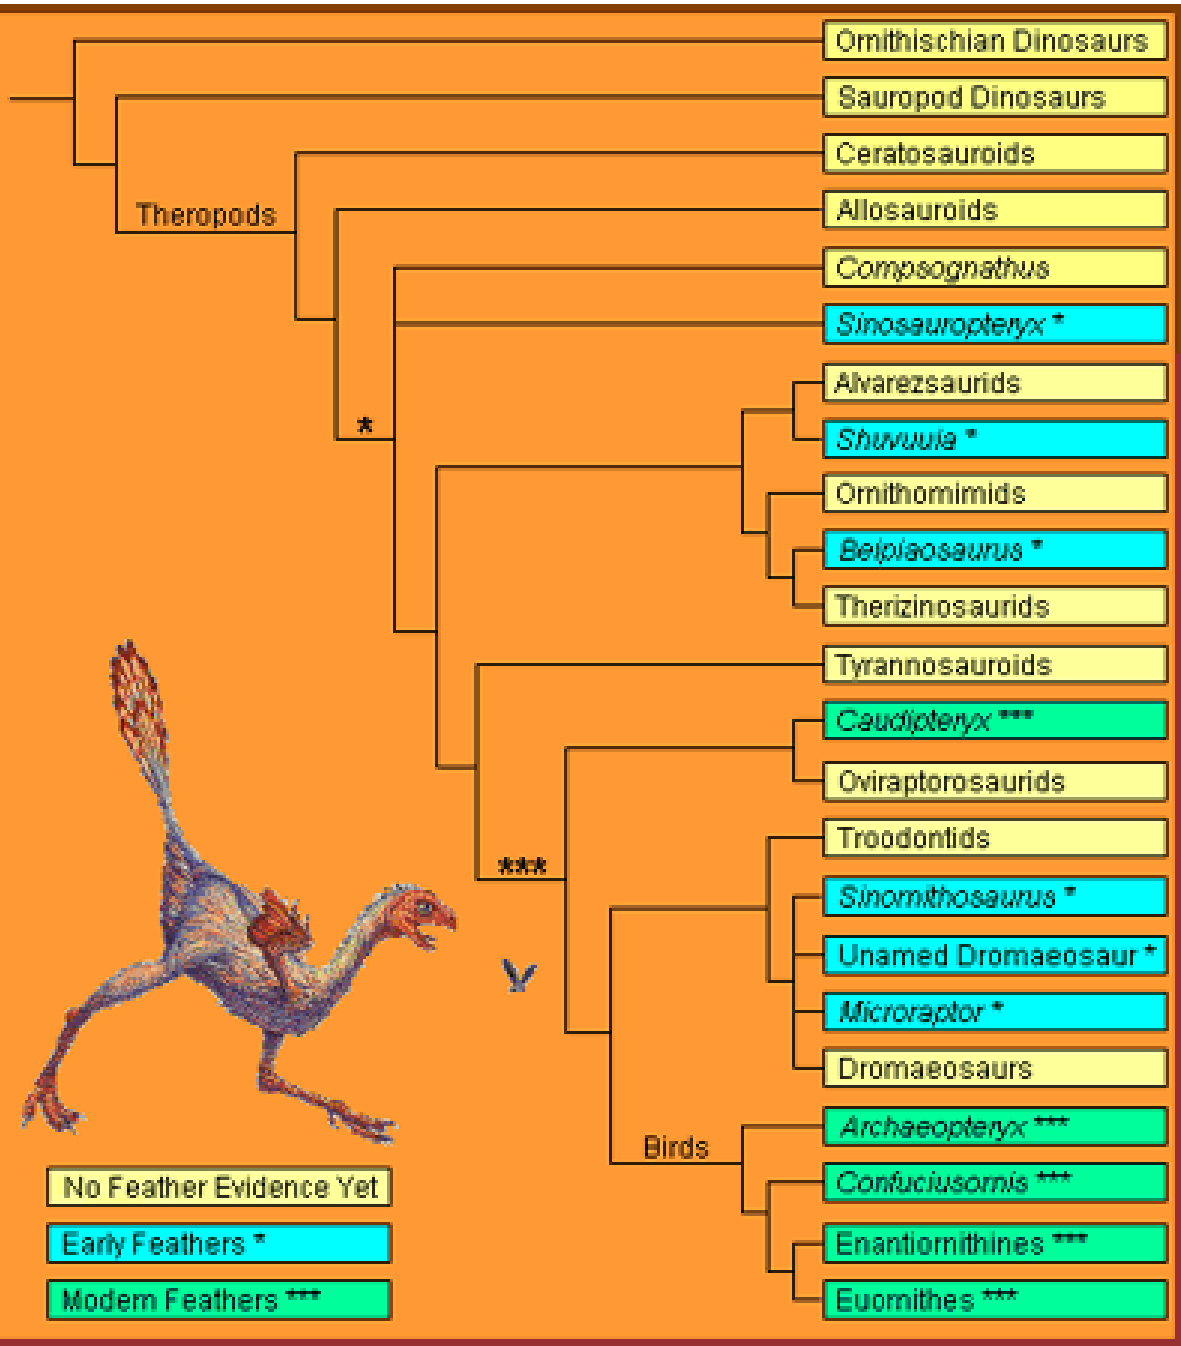 Ornithischian Dinosaurs
Sauropod Dinosaurs
Ceratosauroids
Theropods
Allosauroids
Compsognathus
Sinosauropteryx *
Alvarezsaurids
*
Shuvuuia *
Ornithomimids
Beipiaosaurus *
Therizinosaurids
Tyrannosauroids
Caudipteryx ***
Oviraptorosaurids
Troodontids
***
Sinornithosaurus *
Unamed Dromaeosaur *
Microraptor *
Dromaeosaurs
Archaeopteryx ***
Birds
Confuciusornis ***
Enantiornithines ***
Euornithes ***
No Feather Evidence Yet
Early Feathers *
Modern Feathers ***